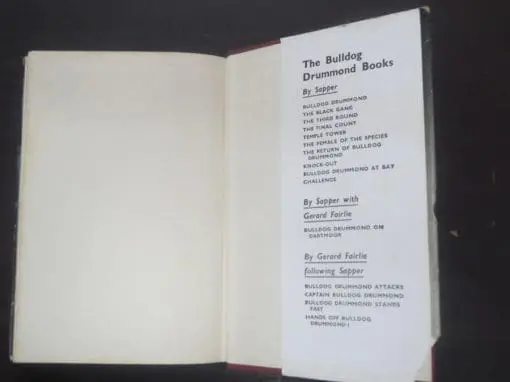 The Bulldog
Drummond Books
By Sapper
BULLDOG DRUMMOND
THE BLACK GANG
THE THIRD ROUND
THE FINAL COUNT
TEMPLE TOWER
THE FEMALE OF THE SPECIES
THE RETURN OF BULLDOG
DRUMMOND
KNOCK-OUT
BULLDOG DRUMMOND AT BAY
CHALLENGE
By Sapper with
Gerard Fairlie
BULLDOG DRUMMOND ON
DARTMOOR
By Gerard Fairlie
following Sapper
BULLDOG DRUMMOND ATTACKS
CAPTAIN BULLDOG DRUMMOND
BULLDOG DRUMMOND STANDS
FAST
HANDS OFF BULLDOG
DRUMMOND!